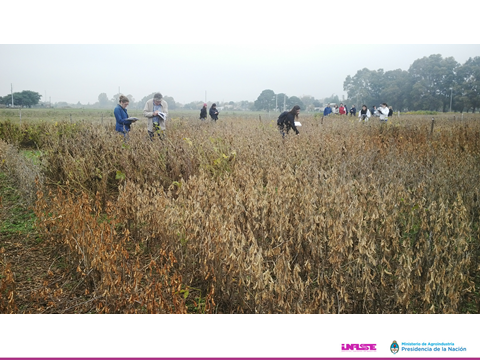 INASE
Ministerio de Agroindustria
Presidencia de la Nación